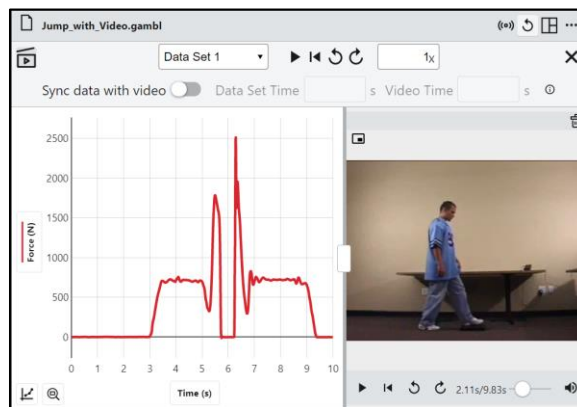 Jump_with_Video.gambl
Data Set 1
1x
Sync data with video
Data Set Time
s
Video Time
s
2500
2000
1500
1000
500
0
Force (N)
0 1 2 3 4 5 6 7 8 9 10
Time (s)
2.11s/9.83s